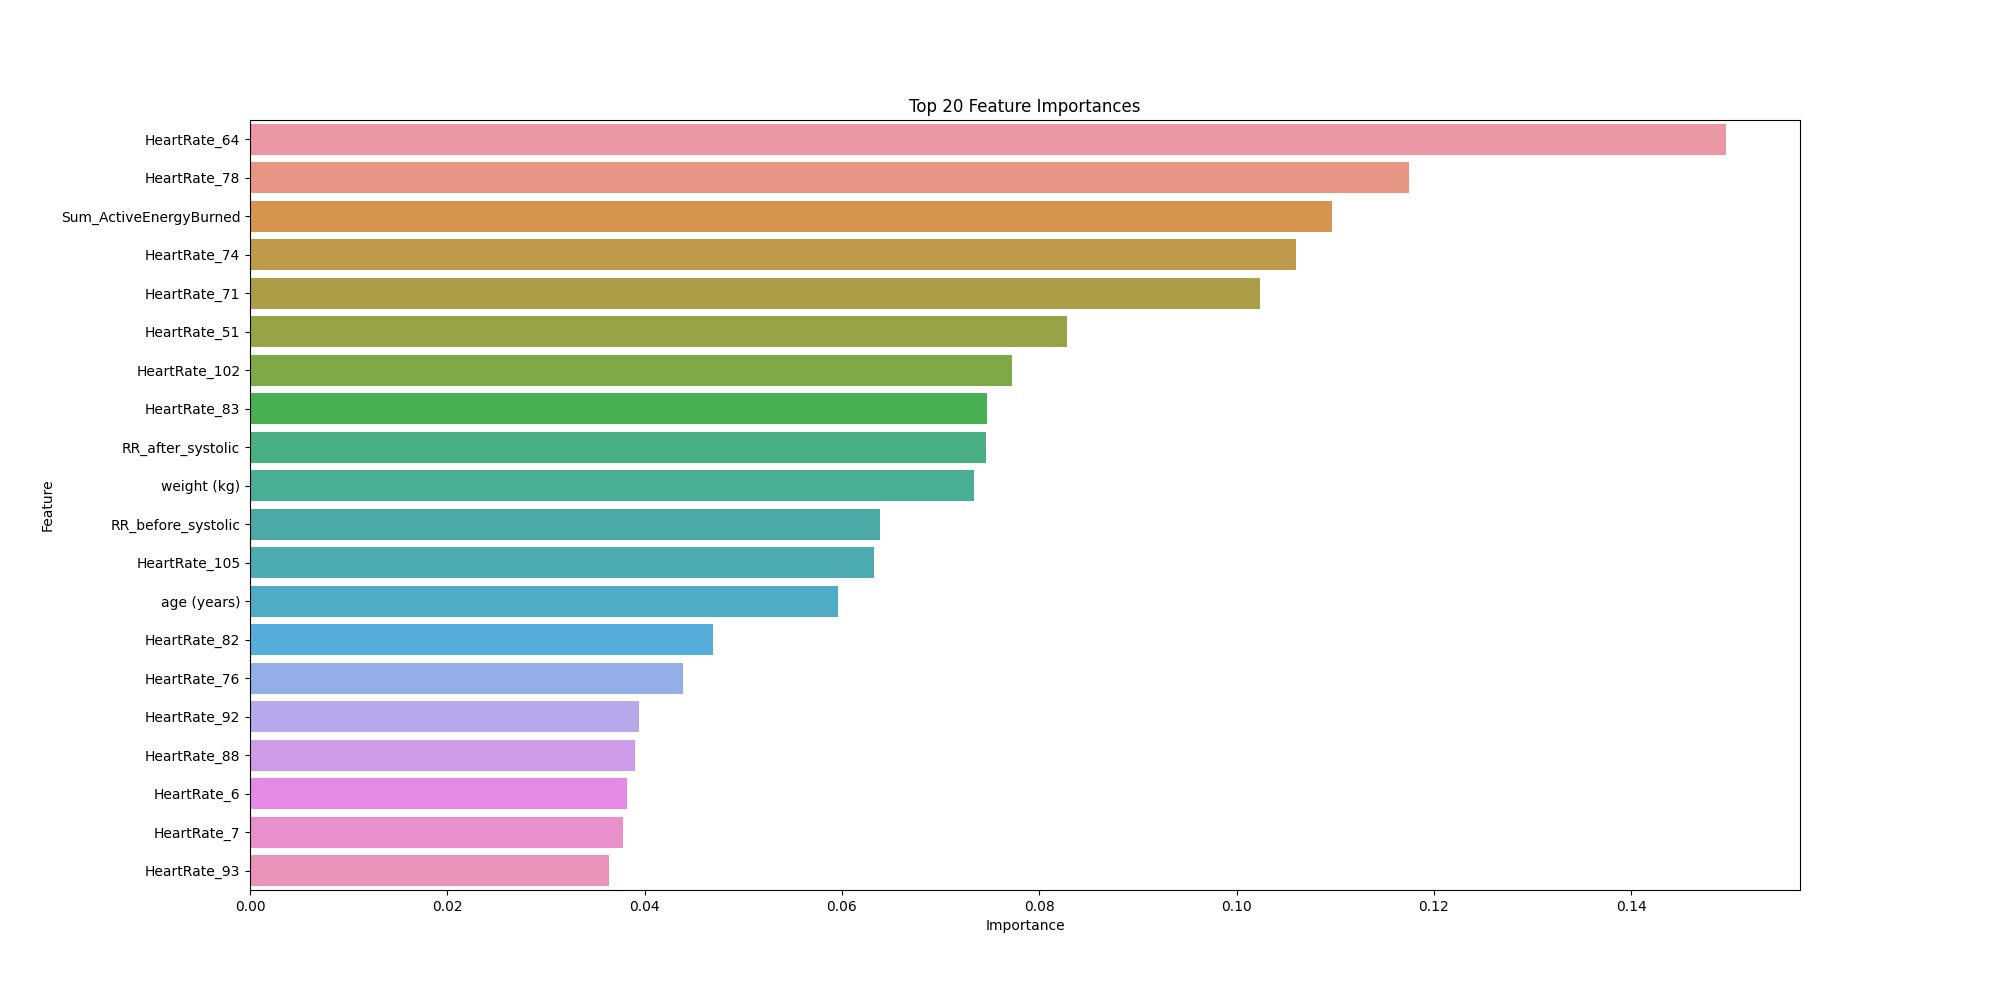 Top 20 Feature Importances
HeartRate_64
HeartRate_78
Sum_ActiveEnergyBurned
HeartRate_74
HeartRate_71
HeartRate_51
HeartRate_102
HeartRate_83
RR_after_systolic
weight (kg)
RR_before_systolic
HeartRate_105
age (years)
HeartRate_82
HeartRate_76
HeartRate_92
HeartRate_88
HeartRate_6
HeartRate_7
HeartRate_93
Feature
0.00 0.02 0.04 0.06 0.08 0.10 0.12 0.14
Importance